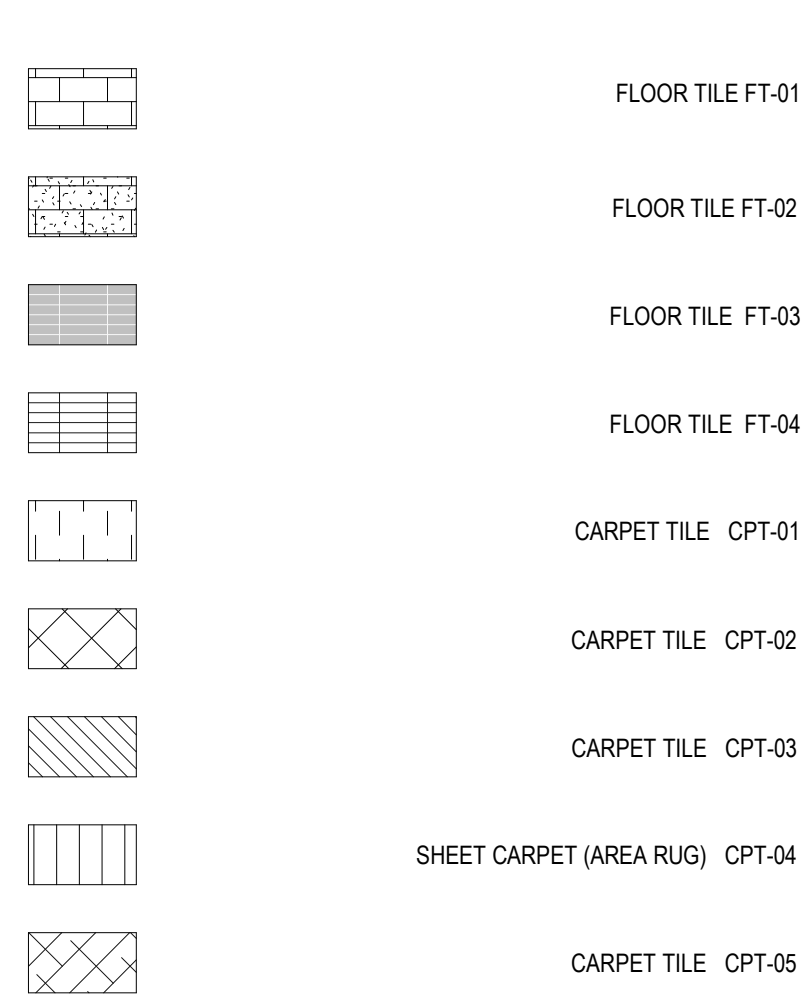 FLOOR TILE FT-01
FLOOR TILE FT-02
FLOOR TILE FT-03
FLOOR TILE FT-04
CARPET TILE CPT-01
CARPET TILE CPT-02
CARPET TILE CPT-03
SHEET CARPET (AREA RUG) CPT-04
CARPET TILE CPT-05